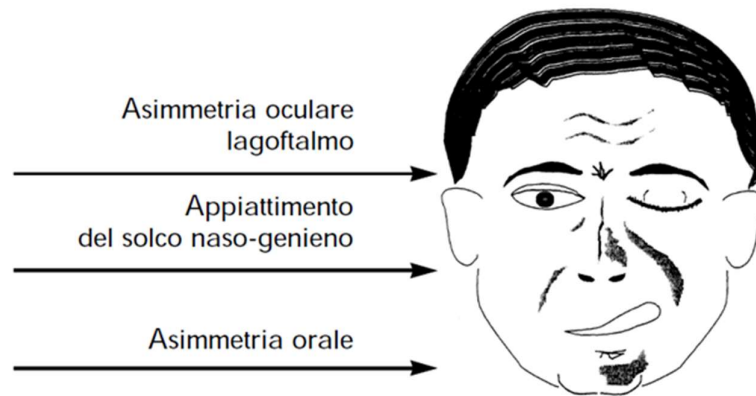 Asimmetria oculare
lagoftalmo
Appiattimento
del solco naso-genieno
Asimmetria orale